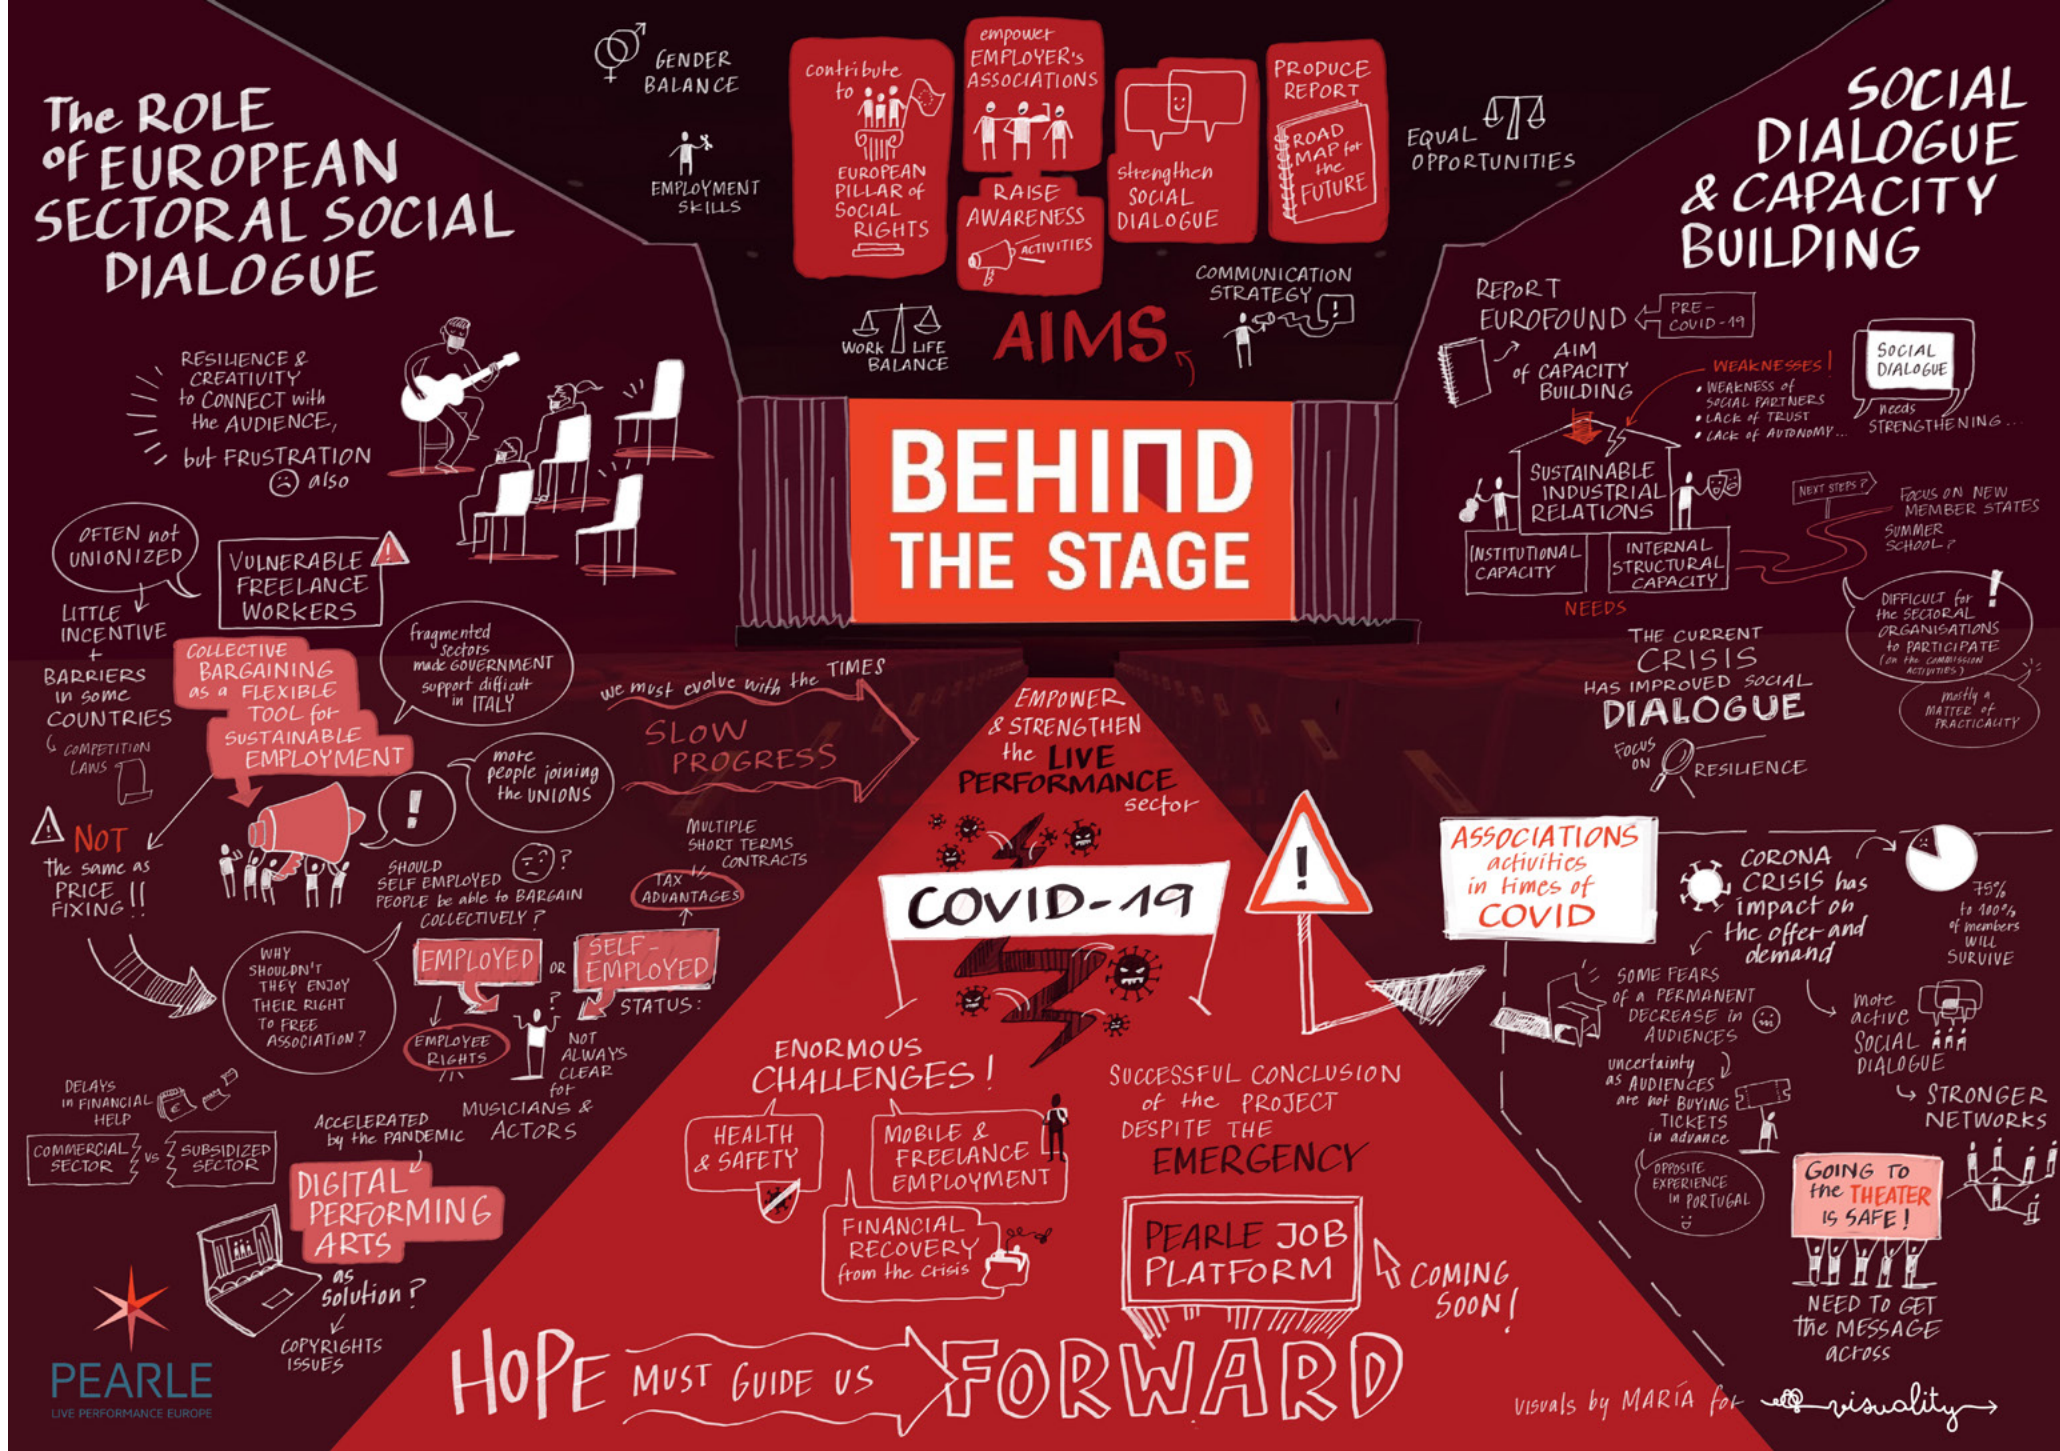 The ROLE
of EUROPEAN
SECTORAL SOCIAL
DIALOGUE
RESILIENCE &
CREATIVITY
to CONNECT with
the AUDIENCE,
but FRUSTRATION
also
OFTEN not
UNIONIZED
VULNERABLE
FREELANCE
WORKERS
!
LITTLE
INCENTIVE
+
BARRIERS
in some
COUNTRIES
COMPETITION
LAWS
COLLECTIVE
BARGAINING
as a FLEXIBLE
TOOL for
SUSTAINABLE
EMPLOYMENT
fragmented
sectors
made GOVERNMENT
support difficult
in ITALY
more
people joining
the UNIONS
!
! NOT
the same as
PRICE
FIXING !!
SHOULD
SELF EMPLOYED
PEOPLE be able to BARGAIN
COLLECTIVELY ?
?
WHY
SHOULDN'T
THEY ENJOY
THEIR RIGHT
TO FREE
ASSOCIATION ?
MULTIPLE
SHORT TERMS
CONTRACTS
TAX
ADVANTAGES
EMPLOYED
OR
SELF-
EMPLOYED
STATUS:
EMPLOYEE
RIGHTS
?
NOT
ALWAYS
CLEAR
for
MUSICIANS &
ACTORS
DELAYS
in FINANCIAL
HELP
€
COMMERCIAL
SECTOR
VS
SUBSIDIZED
SECTOR
ACCELERATED
by the PANDEMIC
DIGITAL
PERFORMING
ARTS
as
solution ?
COPYRIGHTS
ISSUES
PEARLE
LIVE PERFORMANCE EUROPE
GENDER
BALANCE
EMPLOYMENT
SKILLS
contribute
to
EUROPEAN
PILLAR of
SOCIAL
RIGHTS
empower
EMPLOYER'S
ASSOCIATIONS
RAISE
AWARENESS
ACTIVITIES
strengthen
SOCIAL
DIALOGUE
PRODUCE
REPORT
ROAD
MAP for
the
FUTURE
EQUAL
OPPORTUNITIES
WORK LIFE
BALANCE
AIMS
COMMUNICATION
STRATEGY
!
BEHIND
THE STAGE
we must evolve with the TIMES
SLOW
PROGRESS
EMPOWER
& STRENGTHEN
the LIVE
PERFORMANCE
sector
COVID-19
!
ENORMOUS
CHALLENGES !
HEALTH
& SAFETY
MOBILE &
FREELANCE
EMPLOYMENT
FINANCIAL
RECOVERY
from the crisis
SUCCESSFUL CONCLUSION
of the PROJECT
DESPITE THE
EMERGENCY
PEARLE JOB
PLATFORM
COMING
SOON !
HOPE MUST GUIDE US FORWARD
SOCIAL
DIALOGUE
& CAPACITY
BUILDING
REPORT
EUROFOUND
PRE-
COVID-19
AIM
of CAPACITY
BUILDING
WEAKNESSES !
• WEAKNESS of
SOCIAL PARTNERS
• LACK of TRUST
• LACK of AUTONOMY...
SOCIAL
DIALOGUE
needs
STRENGTHENING...
SUSTAINABLE
INDUSTRIAL
RELATIONS
INSTITUTIONAL
CAPACITY
INTERNAL
STRUCTURAL
CAPACITY
NEEDS
NEXT STEPS ?
FOCUS ON NEW
MEMBER STATES
SUMMER
SCHOOL ?
DIFFICULT for !
the SECTORAL
ORGANISATIONS
to PARTICIPATE
(on the COMMISSION
ACTIVITIES)
mostly a
MATTER of
PRACTICALITY
THE CURRENT
CRISIS
HAS IMPROVED SOCIAL
DIALOGUE
FOCUS
ON
RESILIENCE
ASSOCIATIONS
activities
in times of
COVID
CORONA
CRISIS has
impact on
the offer and
demand
75%
to 100%
of members
WILL
SURVIVE
SOME FEARS
of a PERMANENT
DECREASE in
AUDIENCES
uncertainty
as AUDIENCES
are not BUYING
TICKETS
in advance
OPPOSITE
EXPERIENCE
in PORTUGAL
more
active
SOCIAL
DIALOGUE
STRONGER
NETWORKS
GOING TO
the THEATER
IS SAFE !
NEED TO GET
the MESSAGE
across
visuals by MARÍA for visuality